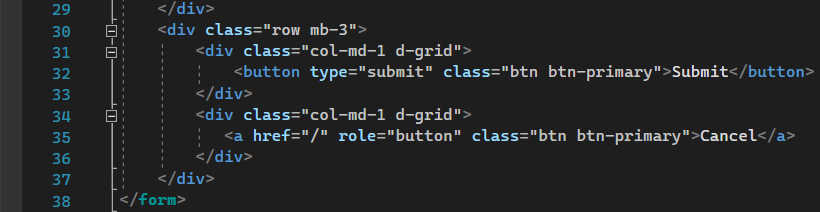 29 </div>
30 <div class="row mb-3">
31 <div class="col-md-1 d-grid">
32 <button type="submit" class="btn btn-primary">Submit</button>
33 </div>
34 <div class="col-md-1 d-grid">
35 <a href="/" role="button" class="btn btn-primary">Cancel</a>
36 </div>
37 </div>
38 </form>